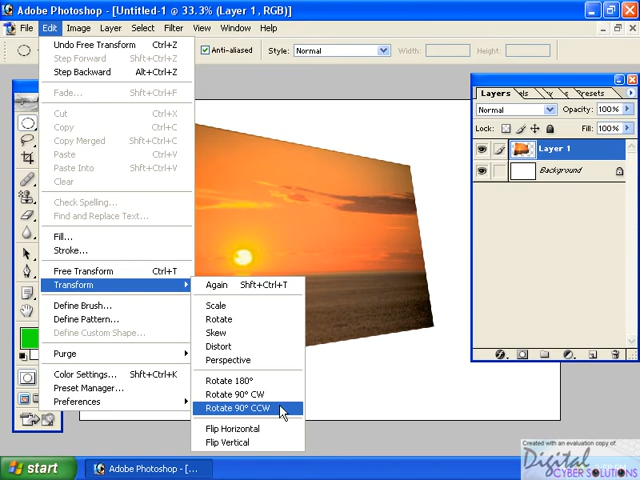 Adobe Photoshop - [Untitled-1 @ 33.3% (Layer 1, RGB)]
File Edit Image Layer Select Filter View Window Help
Anti-aliased Style: Normal Width: Height:
Undo Free Transform Ctrl+Z
Step Forward Shft+Ctrl+Z
Step Backward Alt+Ctrl+Z
Fade... Shft+Ctrl+F
Cut Ctrl+X
Copy Ctrl+C
Copy Merged Shft+Ctrl+C
Paste Ctrl+V
Paste Into Shft+Ctrl+V
Clear
Check Spelling...
Find and Replace Text...
Fill...
Stroke...
Free Transform Ctrl+T
Transform
Define Brush...
Define Pattern...
Define Custom Shape...
Purge
Color Settings... Shft+Ctrl+K
Preset Manager...
Preferences
Again Shft+Ctrl+T
Scale
Rotate
Skew
Distort
Perspective
Rotate 180°
Rotate 90° CW
Rotate 90° CCW
Flip Horizontal
Flip Vertical
Layers Presets
Normal Opacity: 100%
Lock: Fill: 100%
Layer 1
Background
Created with an evaluation copy of
Digital
CYBER SOLUTIONS
start Adobe Photoshop - [...